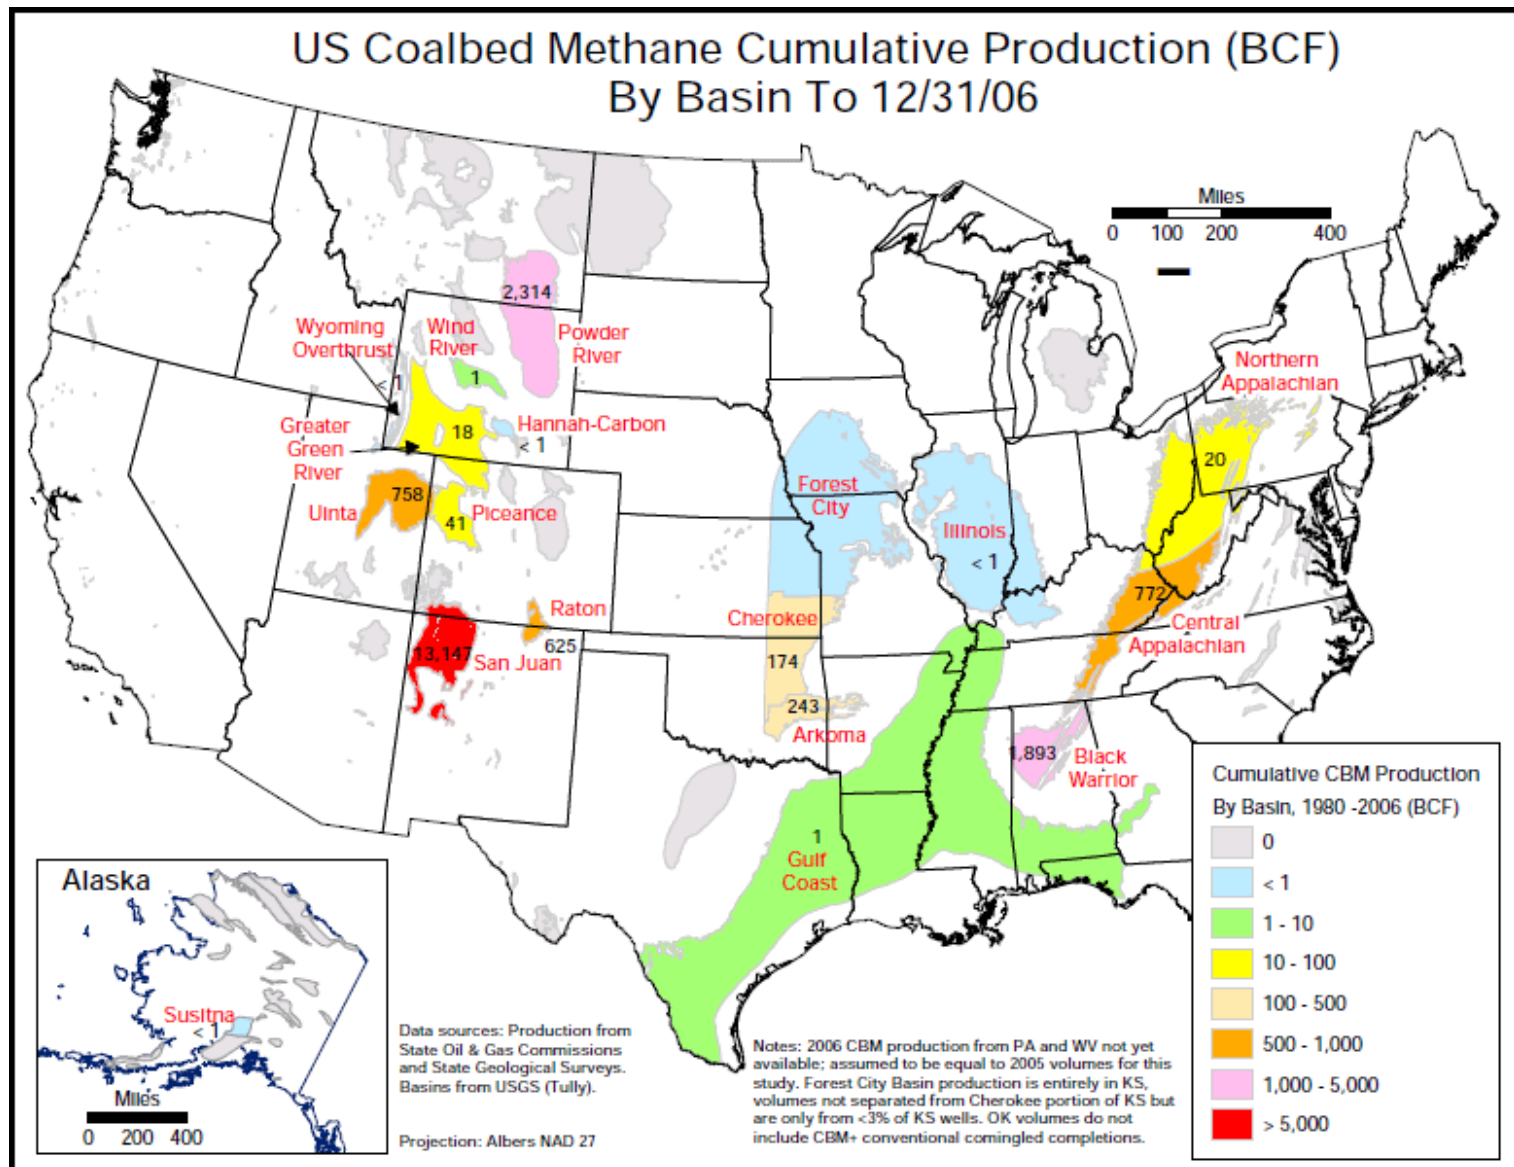 US Coalbed Methane Cumulative Production (BCF)
By Basin To 12/31/06
Miles
0 100 200 400
2,314
Wyoming
Overthrust
Wind
River
Powder
River
< 1
1
Northern
Appalachian
Greater
Green
River
18
Hannah-Carbon
< 1
20
Forest
City
758
Uinta
41
Piceance
Illinois
< 1
772
Raton
Cherokee
Central
Appalachian
625
13,147
San Juan
174
243
Arkoma
1,893
Black
Warrior
1
Gulf
Coast
Cumulative CBM Production
By Basin, 1980 -2006 (BCF)
0
< 1
1 - 10
10 - 100
100 - 500
500 - 1,000
1,000 - 5,000
> 5,000
Alaska
Susitna
< 1
Miles
0 200 400
Data sources: Production from
State Oil & Gas Commissions
and State Geological Surveys.
Basins from USGS (Tully).
Projection: Albers NAD 27
Notes: 2006 CBM production from PA and WV not yet
available; assumed to be equal to 2005 volumes for this
study. Forest City Basin production is entirely in KS,
volumes not separated from Cherokee portion of KS but
are only from <3% of KS wells. OK volumes do not
include CBM+ conventional comingled completions.